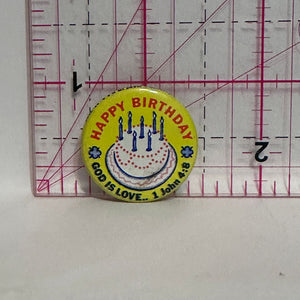 HAPPY BIRTHDAY
GOD IS LOVE.. 1 John 4:8
1
2